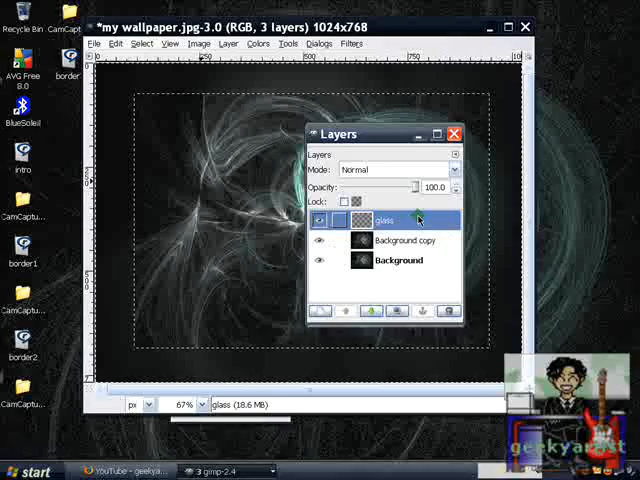 Recycle Bin
CamCaptu...
AVG Free 8.0
border
BlueSoleil
intro
CamCaptu...
border1
CamCaptu...
border2
CamCaptu...
*my wallpaper.jpg-3.0 (RGB, 3 layers) 1024x768
File Edit Select View Image Layer Colors Tools Dialogs Filters
250 500 750 100
Layers
Layers
Mode: Normal
Opacity: 100.0
Lock:
glass
Background copy
Background
px 67% glass (18.6 MB)
geekyartist
start
YouTube - geekya...
3 gimp-2.4